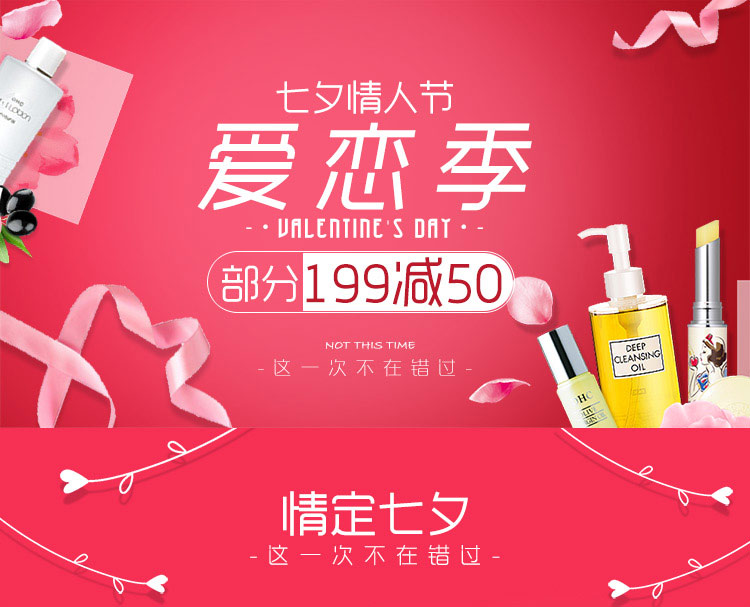 七夕情人节
爱恋季
-·VALENTINE'S DAY·-
部分199减50
NOT THIS TIME
-这一次不在错过-
DEEP
CLEANSING
OIL
情定七夕
-这一次不在错过-